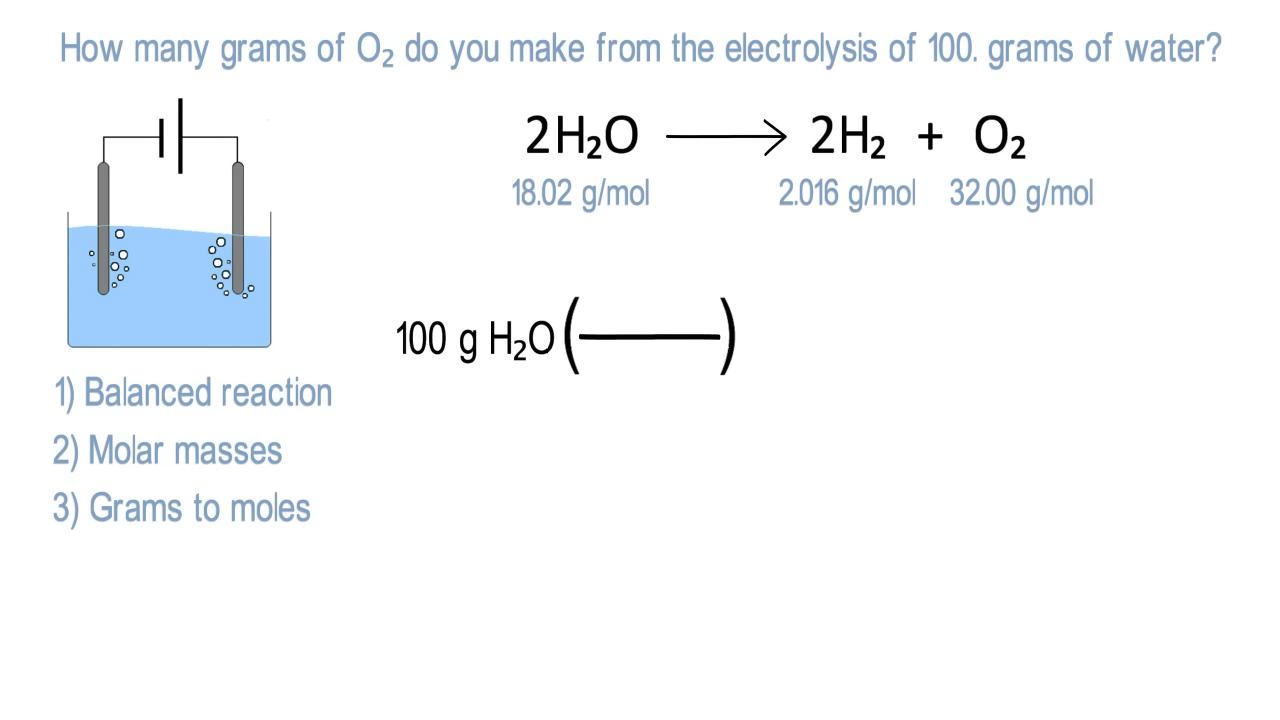 How many grams of O₂ do you make from the electrolysis of 100. grams of water?
2H₂O ⟶ 2H₂ + O₂
18.02 g/mol 2.016 g/mol 32.00 g/mol
100 g H₂O (———)
1) Balanced reaction
2) Molar masses
3) Grams to moles